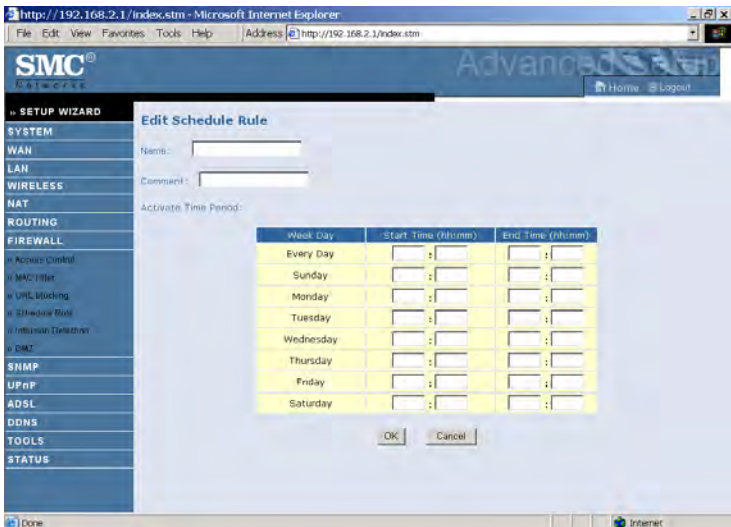 http://192.168.2.1/index.stm - Microsoft Internet Explorer
File Edit View Favorites Tools Help Address http://192.168.2.1/index.stm
SMC®
Networks
Advanced Setup
Home Logout
» SETUP WIZARD
SYSTEM
WAN
LAN
WIRELESS
NAT
ROUTING
FIREWALL
» Access Control
» MAC Filter
» URL Blocking
» Schedule Rule
» Intrusion Detection
» DMZ
SNMP
UPnP
ADSL
DDNS
TOOLS
STATUS
Edit Schedule Rule
Name:
Comment:
Activate Time Period:
Week Day Start Time (hh:mm) End Time (hh:mm)
Every Day : :
Sunday : :
Monday : :
Tuesday : :
Wednesday : :
Thursday : :
Friday : :
Saturday : :
OK Cancel
Done Internet